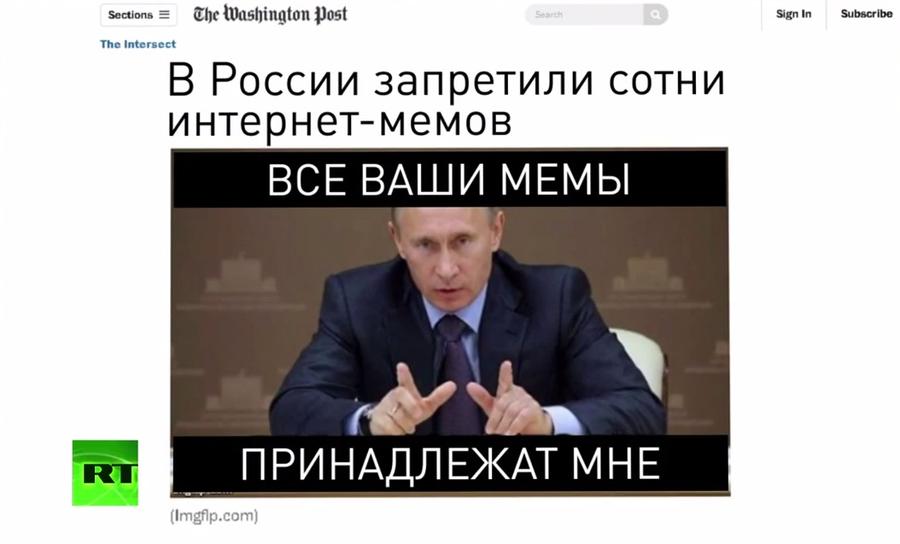 Sections
The Washington Post
Search
Sign In
Subscribe
The Intersect
В России запретили сотни
интернет-мемов
ВСЕ ВАШИ МЕМЫ
ПРИНАДЛЕЖАТ МНЕ
RT
(Imgflp.com)